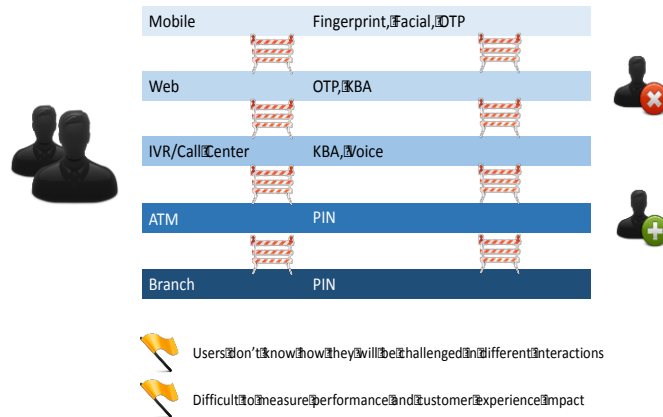 Mobile Fingerprint, Facial, OTP
Web OTP, KBA
IVR/Call Center KBA, Voice
ATM PIN
Branch PIN
Users don't know how they will be challenged in different interactions
Difficult to measure performance and customer experience impact